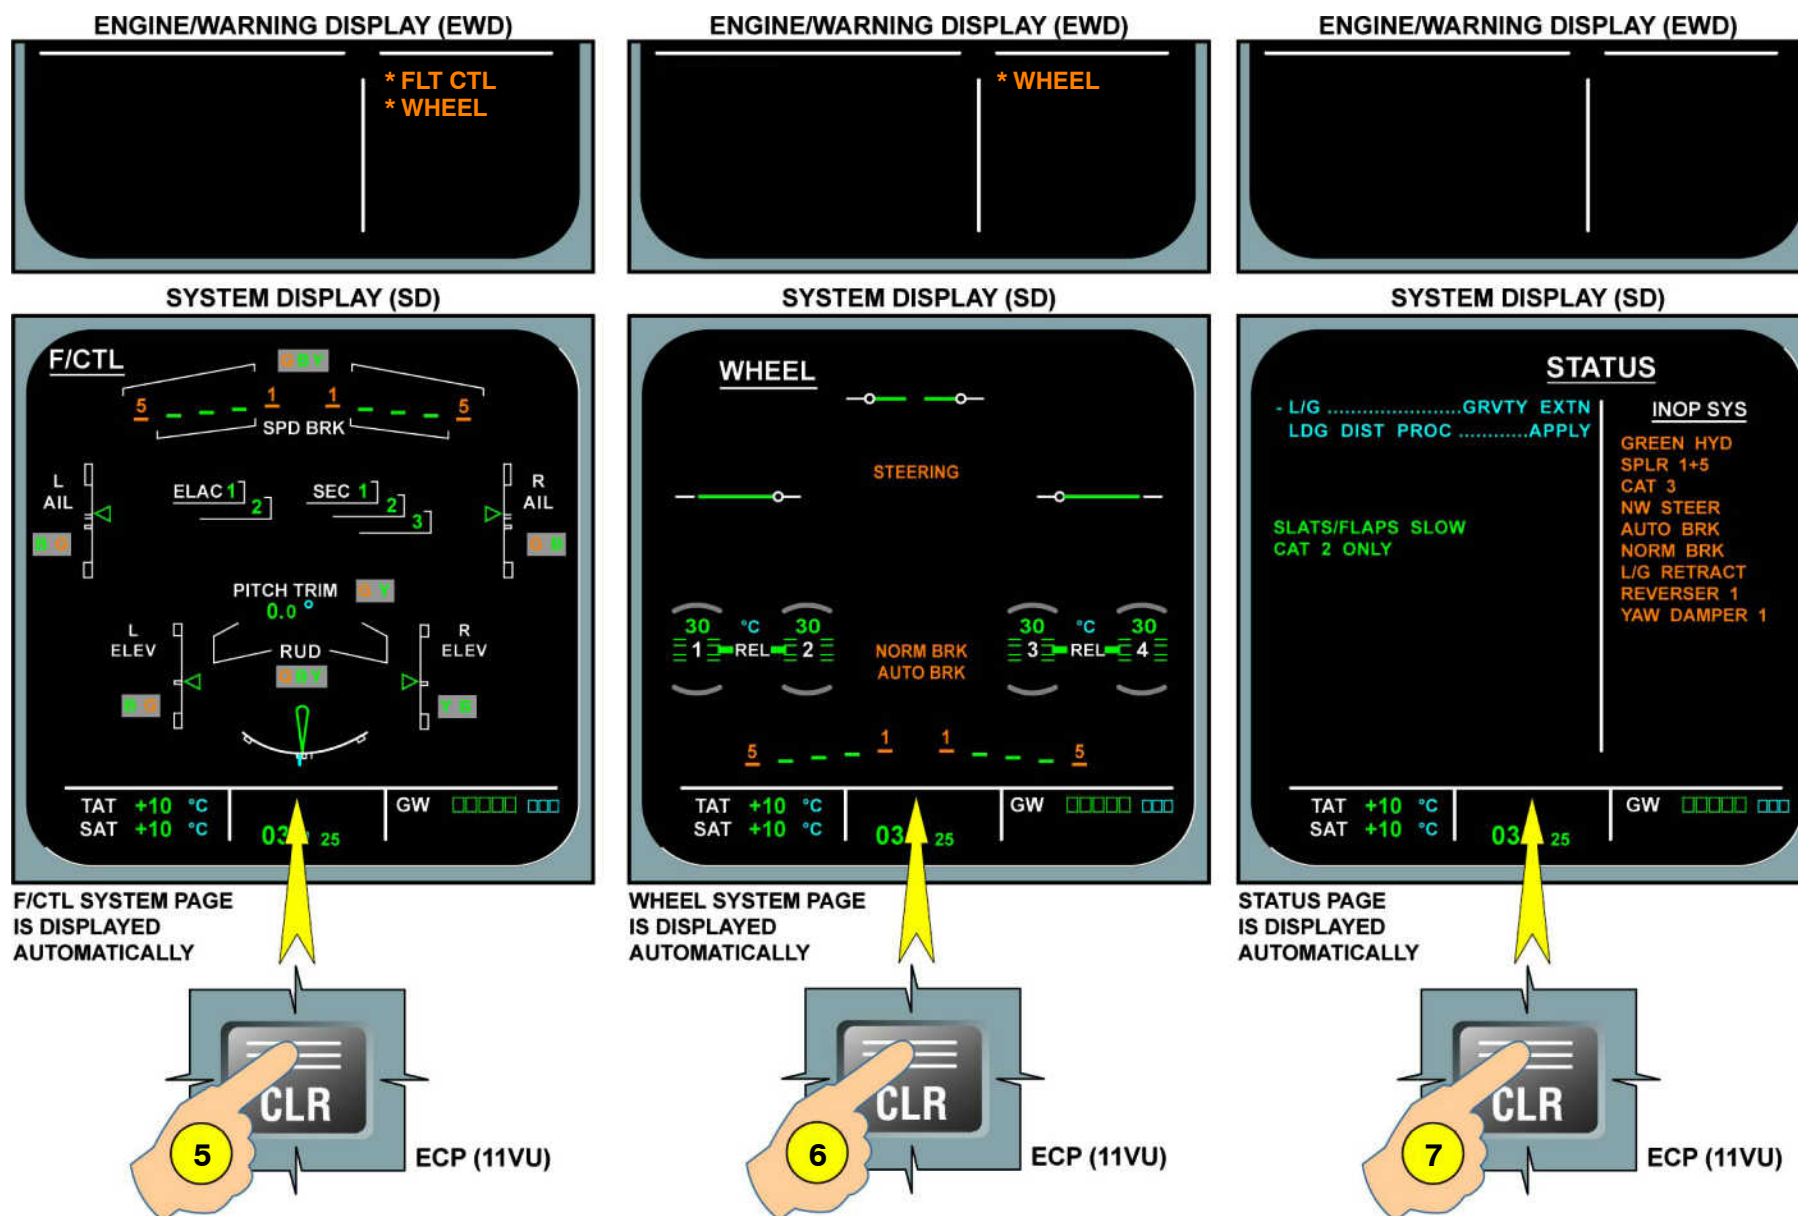 ENGINE/WARNING DISPLAY (EWD)
* FLT CTL
* WHEEL
SYSTEM DISPLAY (SD)
F/CTL
G B Y
5 1 1 5
SPD BRK
L
AIL
ELAC 1
2
SEC 1
2
3
R
AIL
B G
G B
PITCH TRIM G Y
0.0 °
L
ELEV
RUD
R
ELEV
G B Y
B G
Y B
TAT +10 °C
SAT +10 °C
03 25
GW
F/CTL SYSTEM PAGE
IS DISPLAYED
AUTOMATICALLY
CLR
5
ECP (11VU)
ENGINE/WARNING DISPLAY (EWD)
* WHEEL
SYSTEM DISPLAY (SD)
WHEEL
STEERING
30 °C 30
1 REL 2
NORM BRK
AUTO BRK
30 °C 30
3 REL 4
5 1 1 5
TAT +10 °C
SAT +10 °C
03 25
GW
WHEEL SYSTEM PAGE
IS DISPLAYED
AUTOMATICALLY
CLR
6
ECP (11VU)
ENGINE/WARNING DISPLAY (EWD)
SYSTEM DISPLAY (SD)
STATUS
- L/G ......................GRVTY EXTN
LDG DIST PROC ............APPLY
SLATS/FLAPS SLOW
CAT 2 ONLY
INOP SYS
GREEN HYD
SPLR 1+5
CAT 3
NW STEER
AUTO BRK
NORM BRK
L/G RETRACT
REVERSER 1
YAW DAMPER 1
TAT +10 °C
SAT +10 °C
03 25
GW
STATUS PAGE
IS DISPLAYED
AUTOMATICALLY
CLR
7
ECP (11VU)